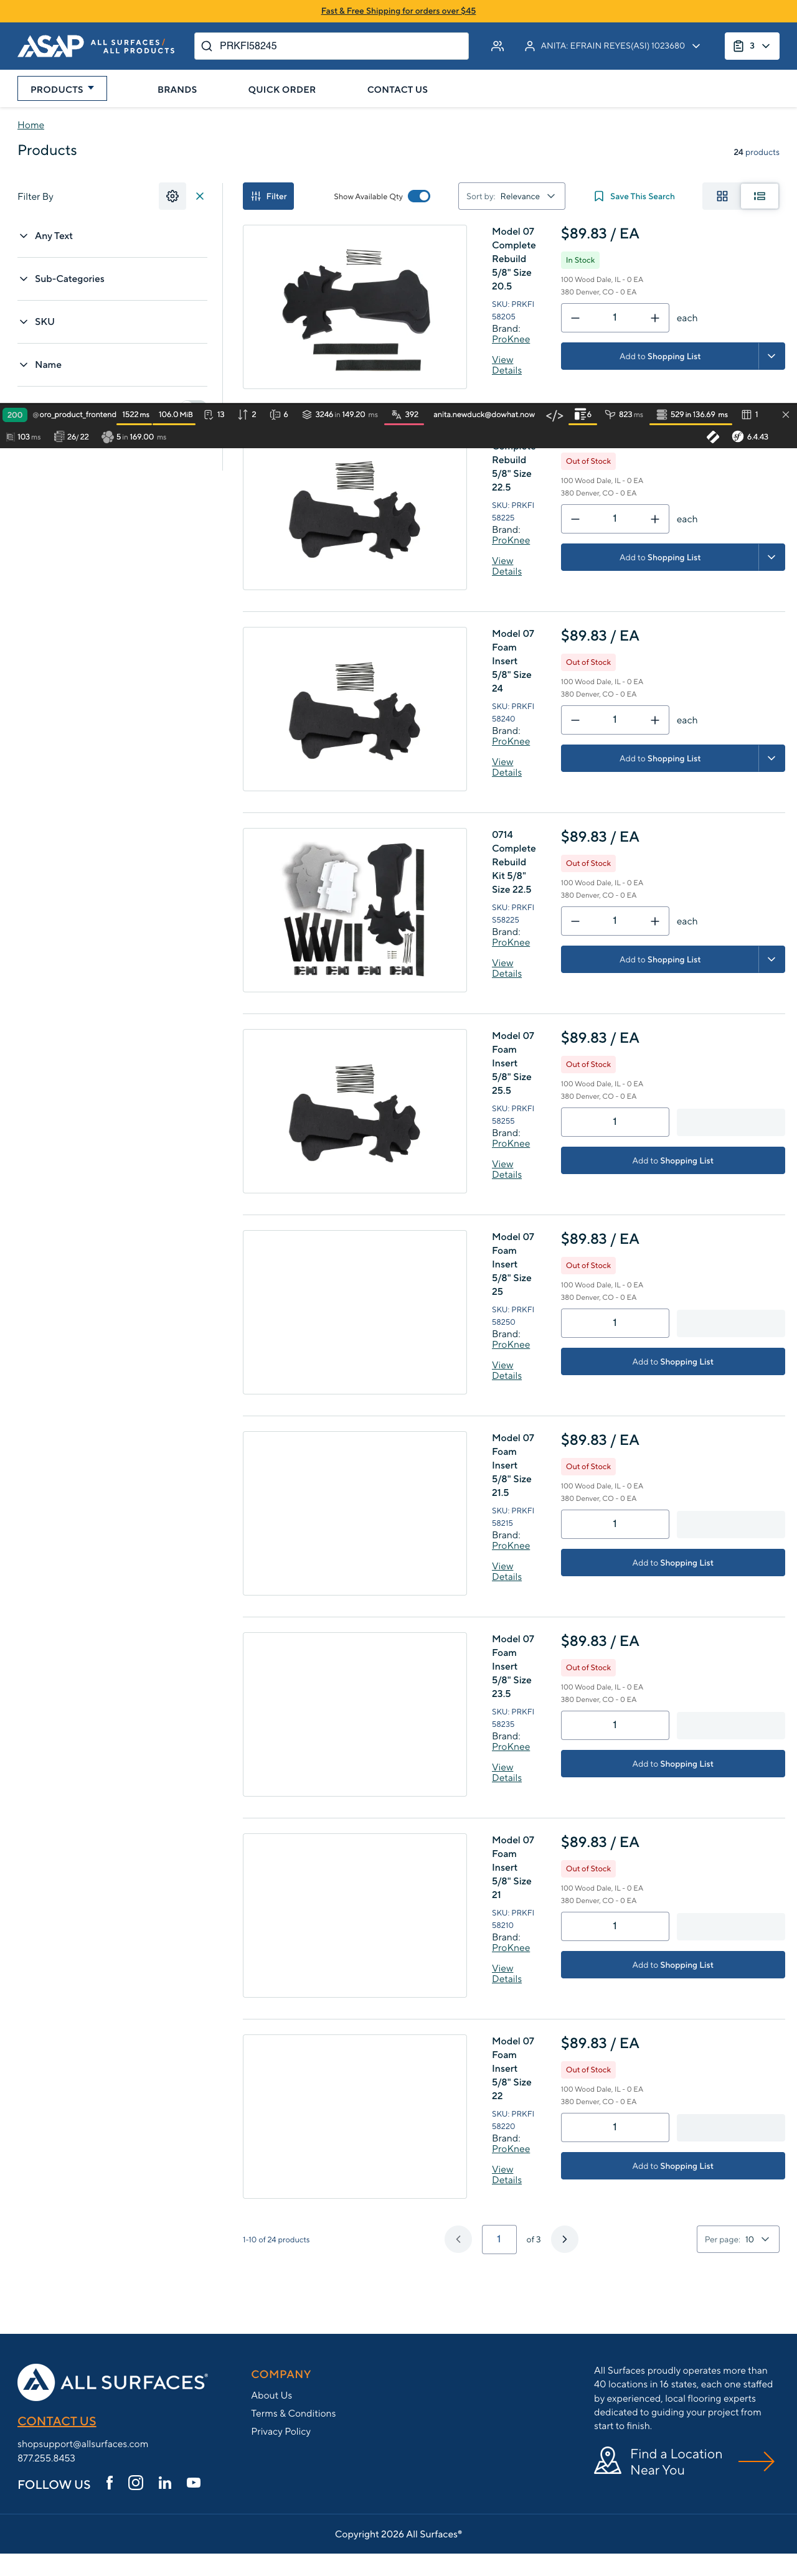 Fast & Free Shipping for orders over $45
ASAP ALL SURFACES/
ALL PRODUCTS
PRKFI58245
ANITA: EFRAIN REYES(ASI) 1023680
3
PRODUCTS
BRANDS
QUICK ORDER
CONTACT US
Home
Products
24 products
Filter By
Filter
Show Available Qty
Sort by: Relevance
Save This Search
Any Text
Sub-Categories
SKU
Name
Model 07
Complete
Rebuild
5/8" Size
20.5
SKU: PRKFI
58205
Brand:
ProKnee
View
Details
$89.83 / EA
In Stock
100 Wood Dale, IL - 0 EA
380 Denver, CO - 0 EA
1
each
Add to Shopping List
200 @oro_product_frontend 1522 ms 106.0 MiB 13 2 6 3246 in 149.20 ms 392 anita.newduck@dowhat.now </> 6 823 ms 529 in 136.69 ms 1
103 ms 26/ 22 5 in 169.00 ms 6.4.43
Rebuild
5/8" Size
22.5
SKU: PRKFI
58225
Brand:
ProKnee
View
Details
Out of Stock
100 Wood Dale, IL - 0 EA
380 Denver, CO - 0 EA
1
each
Add to Shopping List
Model 07
Foam
Insert
5/8" Size
24
SKU: PRKFI
58240
Brand:
ProKnee
View
Details
$89.83 / EA
Out of Stock
100 Wood Dale, IL - 0 EA
380 Denver, CO - 0 EA
1
each
Add to Shopping List
0714
Complete
Rebuild
Kit 5/8"
Size 22.5
SKU: PRKFI
S58225
Brand:
ProKnee
View
Details
$89.83 / EA
Out of Stock
100 Wood Dale, IL - 0 EA
380 Denver, CO - 0 EA
1
each
Add to Shopping List
Model 07
Foam
Insert
5/8" Size
25.5
SKU: PRKFI
58255
Brand:
ProKnee
View
Details
$89.83 / EA
Out of Stock
100 Wood Dale, IL - 0 EA
380 Denver, CO - 0 EA
1
Add to Shopping List
Model 07
Foam
Insert
5/8" Size
25
SKU: PRKFI
58250
Brand:
ProKnee
View
Details
$89.83 / EA
Out of Stock
100 Wood Dale, IL - 0 EA
380 Denver, CO - 0 EA
1
Add to Shopping List
Model 07
Foam
Insert
5/8" Size
21.5
SKU: PRKFI
58215
Brand:
ProKnee
View
Details
$89.83 / EA
Out of Stock
100 Wood Dale, IL - 0 EA
380 Denver, CO - 0 EA
1
Add to Shopping List
Model 07
Foam
Insert
5/8" Size
23.5
SKU: PRKFI
58235
Brand:
ProKnee
View
Details
$89.83 / EA
Out of Stock
100 Wood Dale, IL - 0 EA
380 Denver, CO - 0 EA
1
Add to Shopping List
Model 07
Foam
Insert
5/8" Size
21
SKU: PRKFI
58210
Brand:
ProKnee
View
Details
$89.83 / EA
Out of Stock
100 Wood Dale, IL - 0 EA
380 Denver, CO - 0 EA
1
Add to Shopping List
Model 07
Foam
Insert
5/8" Size
22
SKU: PRKFI
58220
Brand:
ProKnee
View
Details
$89.83 / EA
Out of Stock
100 Wood Dale, IL - 0 EA
380 Denver, CO - 0 EA
1
Add to Shopping List
1-10 of 24 products
1
of 3
Per page: 10
ALL SURFACES®
CONTACT US
shopsupport@allsurfaces.com
877.255.8453
FOLLOW US
COMPANY
About Us
Terms & Conditions
Privacy Policy
All Surfaces proudly operates more than
40 locations in 16 states, each one staffed
by experienced, local flooring experts
dedicated to guiding your project from
start to finish.
Find a Location
Near You
Copyright 2026 All Surfaces®